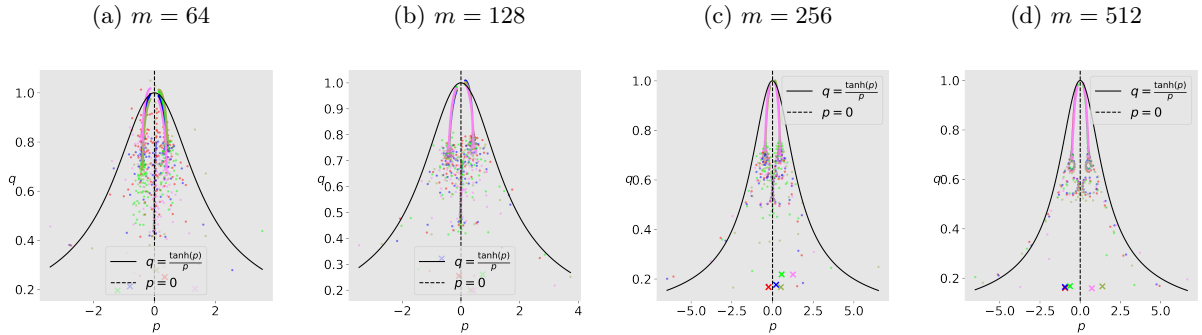 (a) m = 64
(b) m = 128
(c) m = 256
(d) m = 512
1.0
0.8
q
0.6
0.4
0.2
−2
0
2
p
q = tanh(p)/p
p = 0
1.0
0.9
0.8
0.7
q
0.6
0.5
0.4
0.3
0.2
−2
0
2
4
p
q = tanh(p)/p
p = 0
1.0
0.8
q
0.6
0.4
0.2
−5.0
−2.5
0.0
2.5
5.0
p
q = tanh(p)/p
p = 0
1.0
0.8
q
0.6
0.4
0.2
−5.0
−2.5
0.0
2.5
5.0
p
q = tanh(p)/p
p = 0